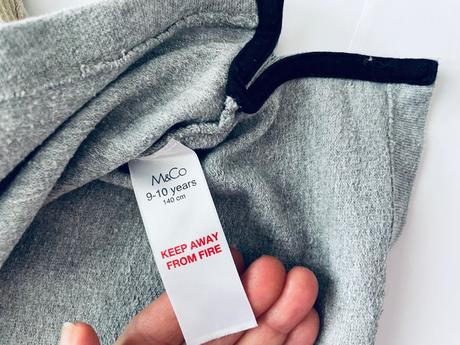 M&Co
9-10 years
140 cm
KEEP AWAY
FROM FIRE